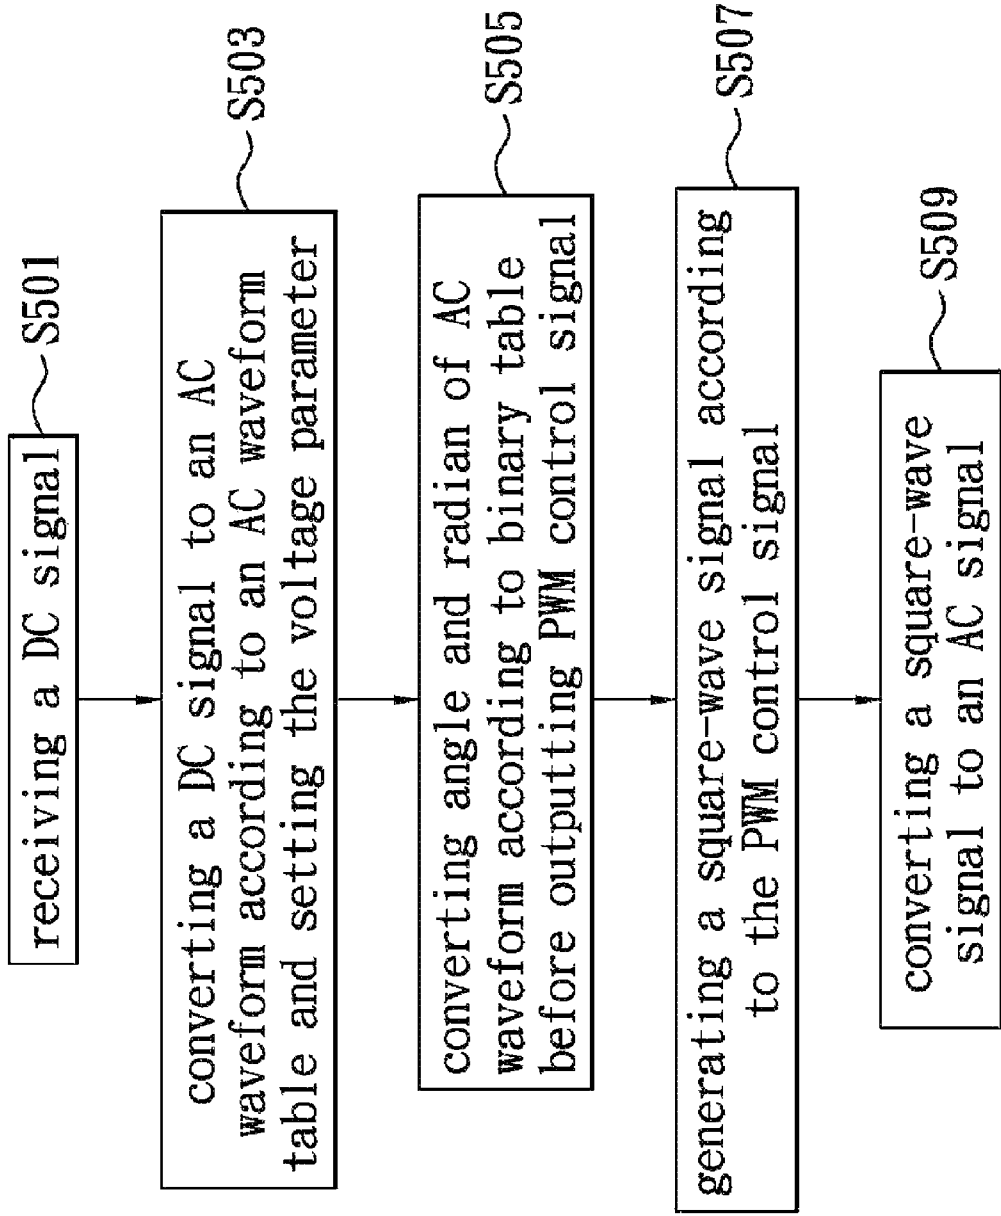 receiving a DC signal
S501
converting a DC signal to an AC
waveform according to an AC waveform
table and setting the voltage parameter
S503
converting angle and radian of AC
waveform according to binary table
before outputting PWM control signal
S505
generating a square-wave signal according
to the PWM control signal
S507
converting a square-wave
signal to an AC signal
S509